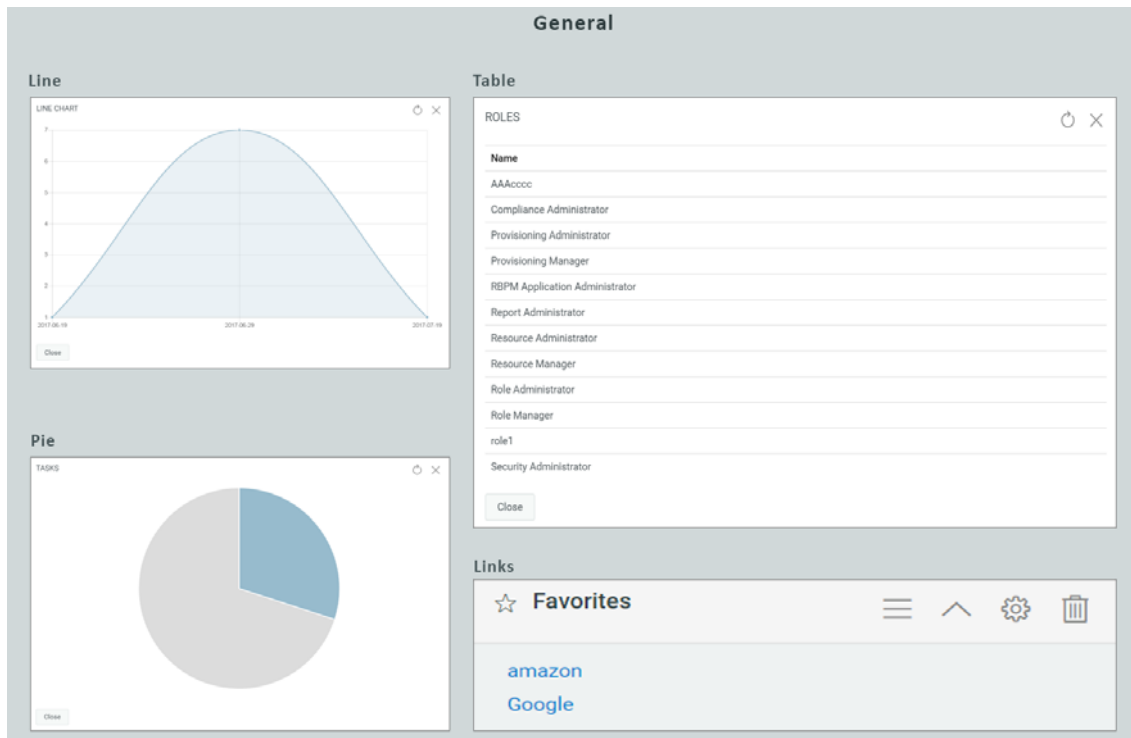 General
Line
LINE CHART
7
6
5
4
3
2
1
2017-06-19
2017-06-29
2017-07-19
Close
Table
ROLES
Name
AAAcccc
Compliance Administrator
Provisioning Administrator
Provisioning Manager
RBPM Application Administrator
Report Administrator
Resource Administrator
Resource Manager
Role Administrator
Role Manager
role1
Security Administrator
Close
Pie
TASKS
Close
Links
Favorites
amazon
Google